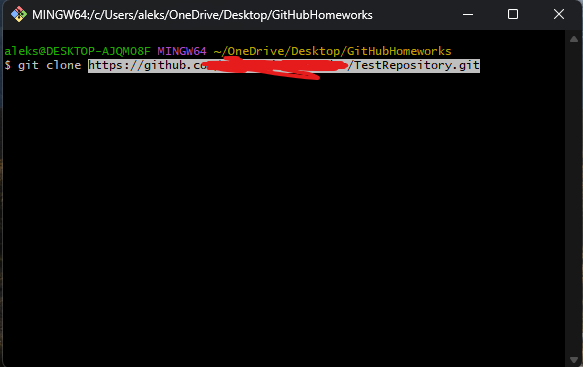 MINGW64:/c/Users/aleks/OneDrive/Desktop/GitHubHomeworks
aleks@DESKTOP-AJQMO8F MINGW64 ~/OneDrive/Desktop/GitHubHomeworks
$ git clone https://github.co /TestRepository.git